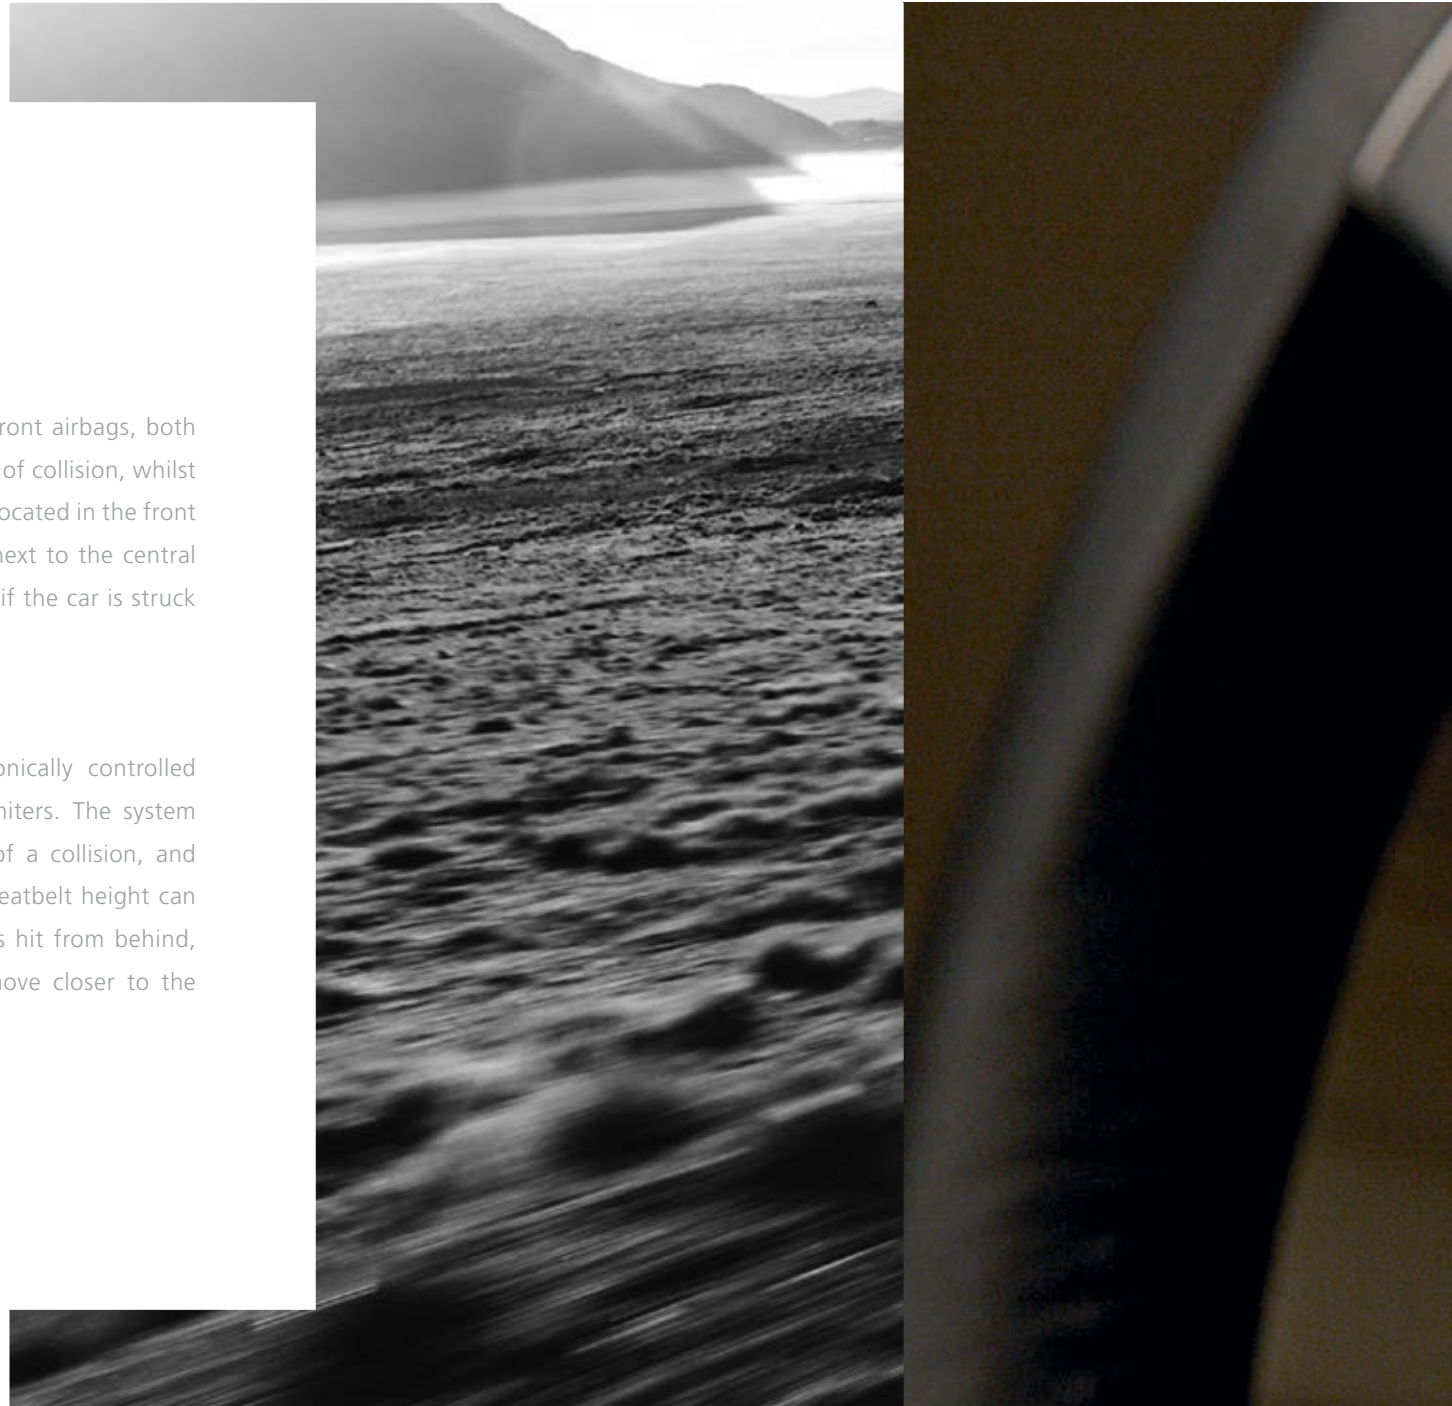 ront airbags, both
of collision, whilst
ocated in the front
next to the central
if the car is struck
onically controlled
niters. The system
of a collision, and
eatbelt height can
s hit from behind,
ove closer to the